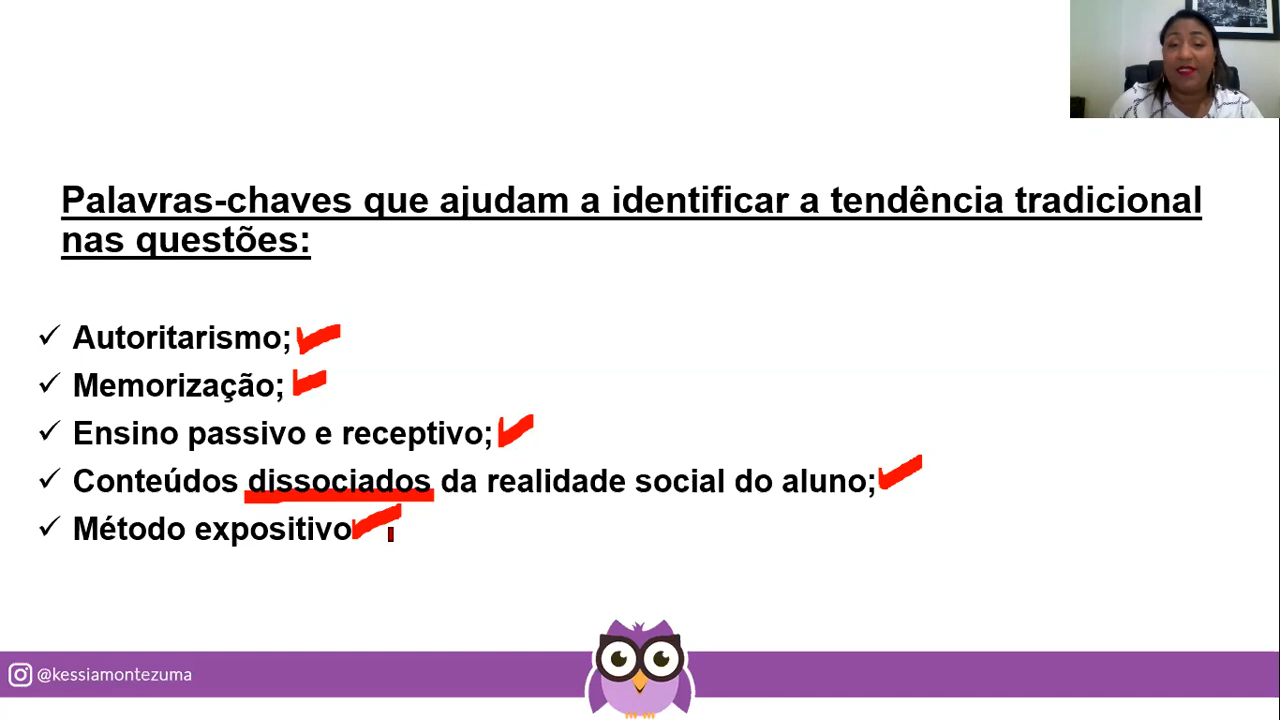 Palavras-chaves que ajudam a identificar a tendência tradicional
nas questões:
✓ Autoritarismo;
✓ Memorização;
✓ Ensino passivo e receptivo;
✓ Conteúdos dissociados da realidade social do aluno;
✓ Método expositivo
@kessiamontezuma